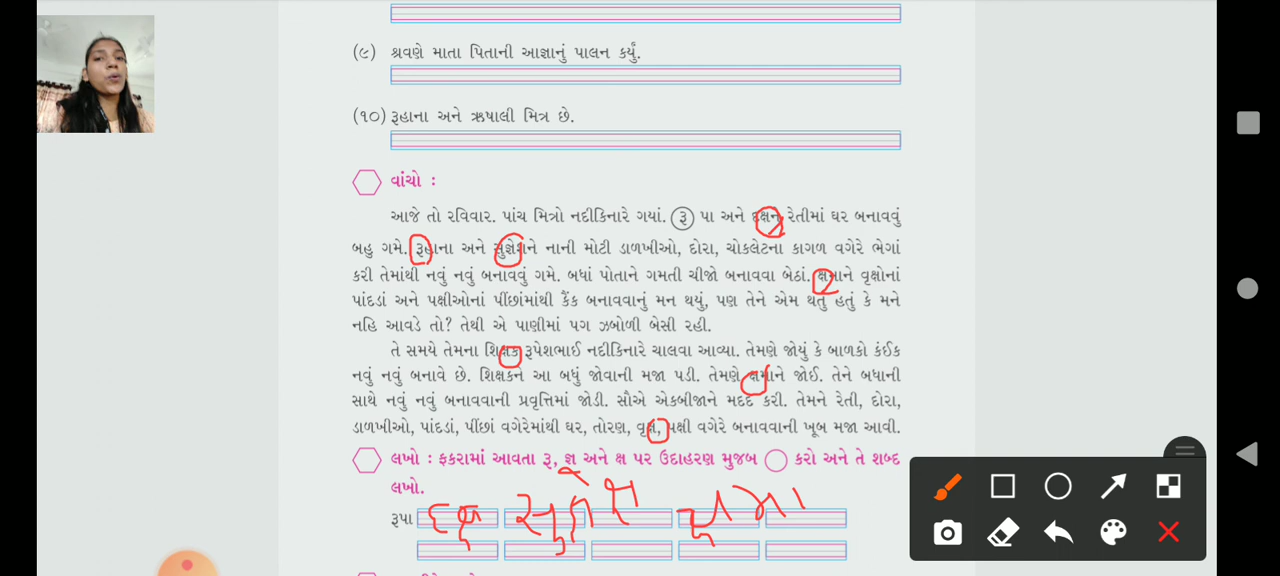 (૯) શ્રવણે માતા પિતાની આજ્ઞાનું પાલન કર્યું.
(૧૦) રૂહાના અને ઋષાલી મિત્ર છે.
વાંચો :
આજે તો રવિવાર. પાંચ મિત્રો નદીકિનારે ગયાં. રૂ પા અને દક્ષને રેતીમાં ઘર બનાવવું
બહુ ગમે. રૂહાના અને સુજ્ઞેશને નાની મોટી ડાળખીઓ, દોરા, ચોકલેટના કાગળ વગેરે ભેગાં
કરી તેમાંથી નવું નવું બનાવવું ગમે. બધાં પોતાને ગમતી ચીજો બનાવવા બેઠાં. ક્ષમાને વૃક્ષોનાં
પાંદડાં અને પક્ષીઓનાં પીંછાંમાંથી કૈંક બનાવવાનું મન થયું, પણ તેને એમ થતું હતું કે મને
નહિ આવડે તો? તેથી એ પાણીમાં પગ ઝબોળી બેસી રહી.
તે સમયે તેમના શિક્ષક રૂપેશભાઈ નદીકિનારે ચાલવા આવ્યા. તેમણે જોયું કે બાળકો કંઈક
નવું નવું બનાવે છે. શિક્ષકને આ બધું જોવાની મજા પડી. તેમણે ક્ષમાને જોઈ. તેને બધાની
સાથે નવું નવું બનાવવાની પ્રવૃત્તિમાં જોડી. સૌએ એકબીજાને મદદ કરી. તેમને રેતી, દોરા,
ડાળખીઓ, પાંદડાં, પીંછાં વગેરેમાંથી ઘર, તોરણ, વૃક્ષ, પક્ષી વગેરે બનાવવાની ખૂબ મજા આવી.
લખો : ફકરામાં આવતા રૂ, જ્ઞ અને ક્ષ પર ઉદાહરણ મુજબ ◯ કરો અને તે શબ્દ
લખો.
રૂપા દક્ષ સુજ્ઞેશ ક્ષમા